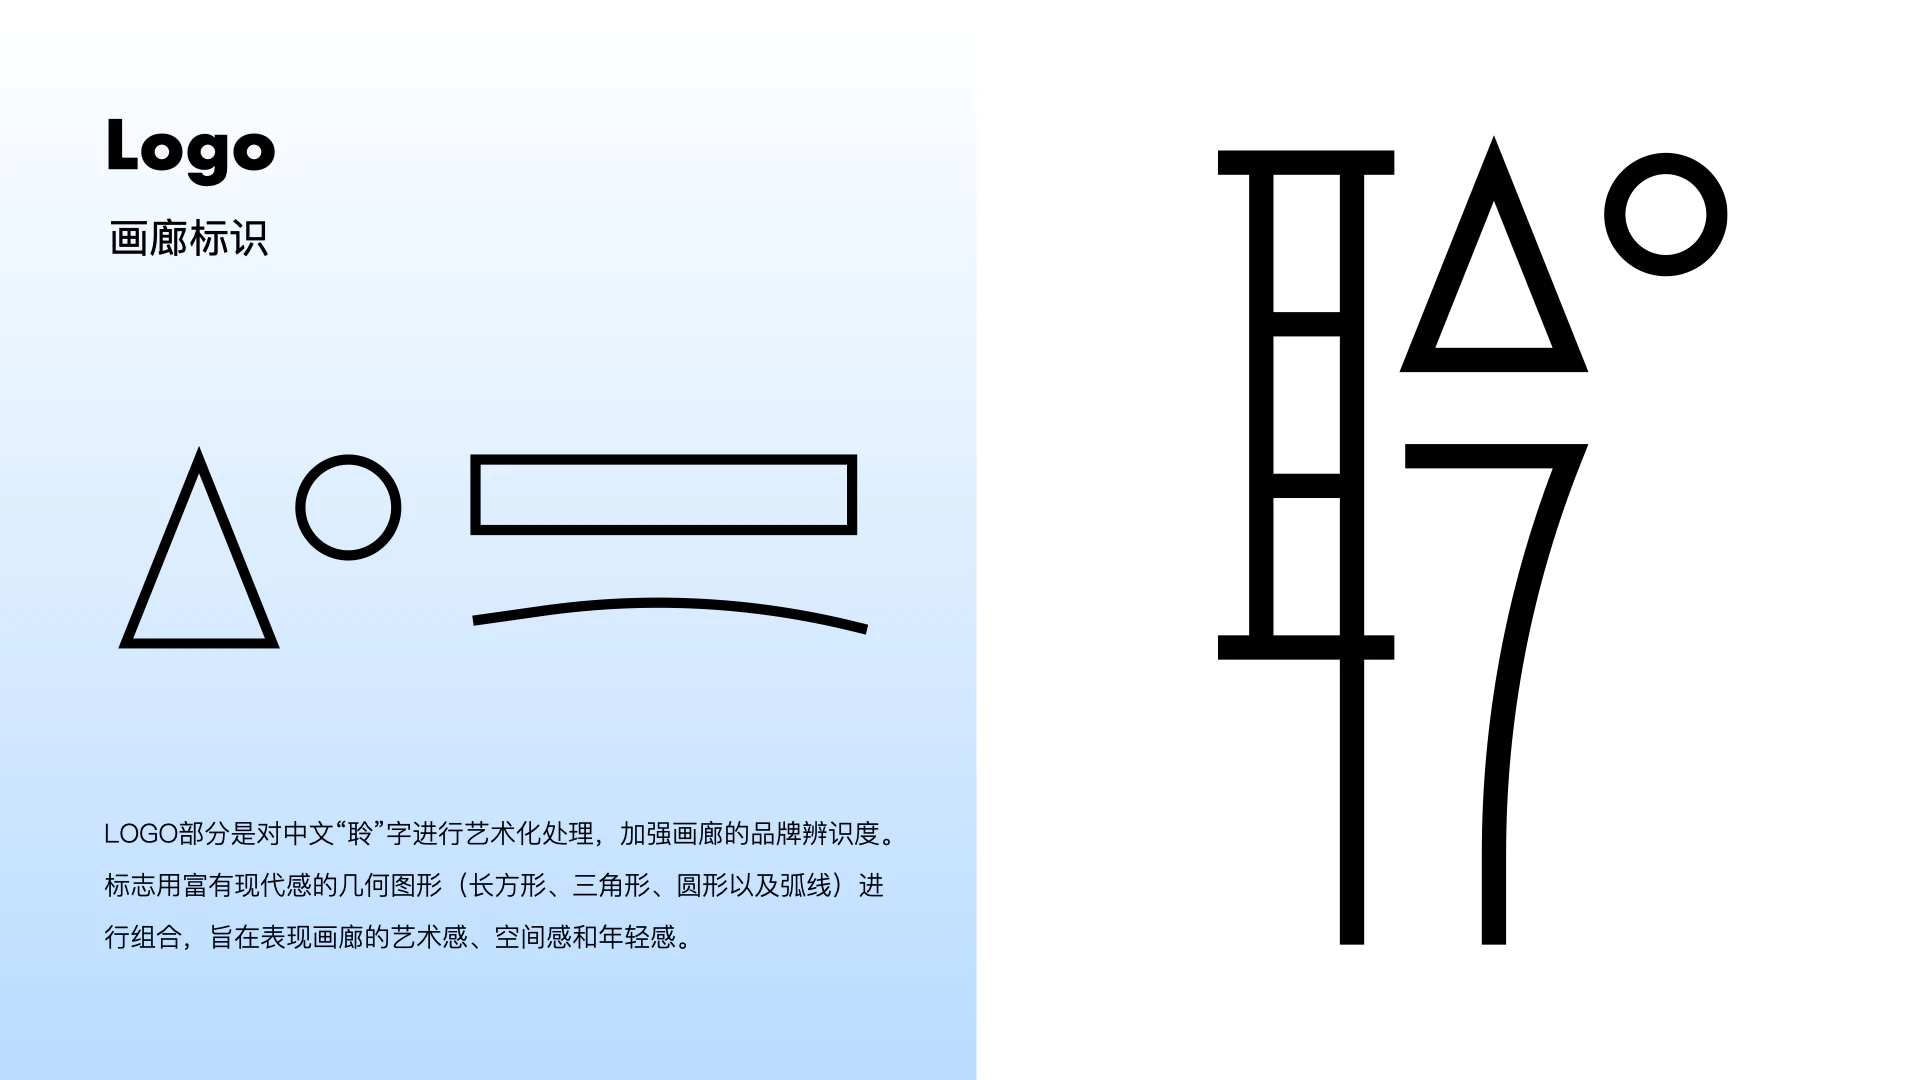 Logo
画廊标识
LOGO部分是对中文“聆”字进行艺术化处理，加强画廊的品牌辨识度。
标志用富有现代感的几何图形（长方形、三角形、圆形以及弧线）进
行组合，旨在表现画廊的艺术感、空间感和年轻感。
聆